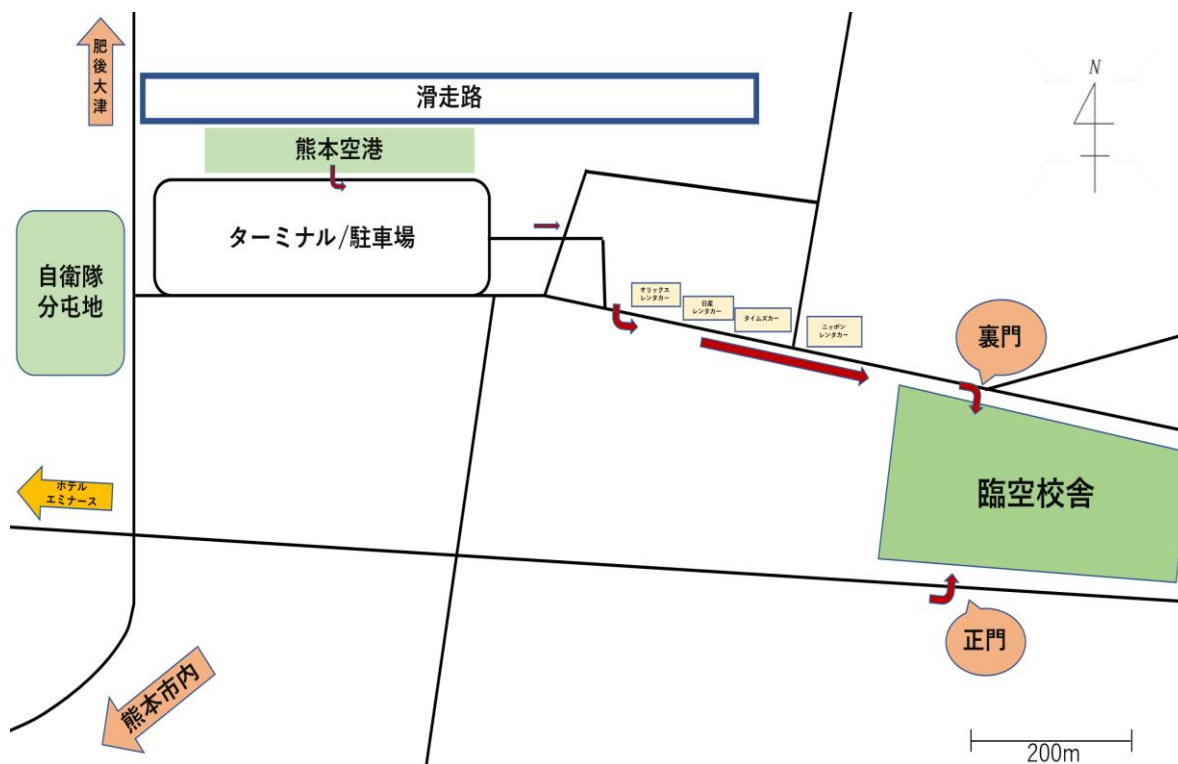 肥後大津
N
滑走路
熊本空港
ターミナル/駐車場
自衛隊
分屯地
オリックス
レンタカー
日産
レンタカー
タイムズカー
ニッポン
レンタカー
裏門
ホテル
エミナース
臨空校舎
正門
熊本市内
200m